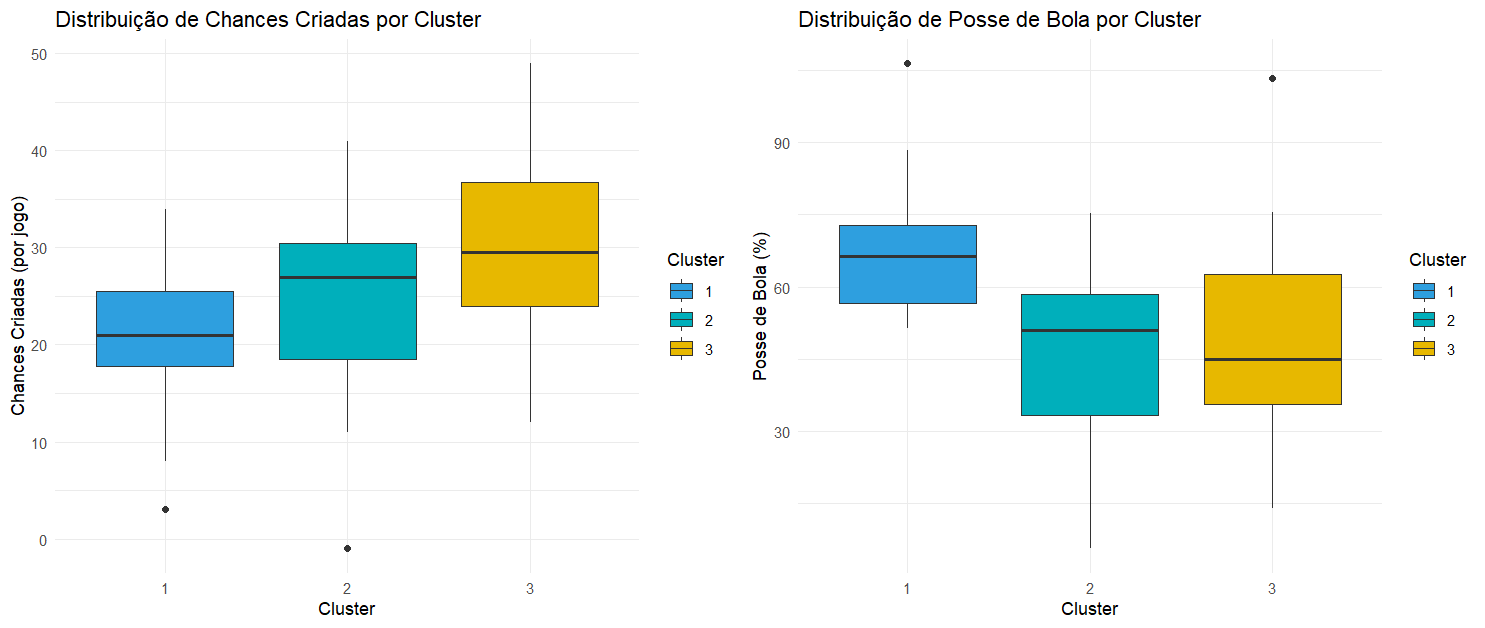 Distribuição de Chances Criadas por Cluster
Chances Criadas (por jogo)
50
40
30
20
10
0
1 2 3
Cluster
Cluster
1
2
3
Distribuição de Posse de Bola por Cluster
Posse de Bola (%)
90
60
30
1 2 3
Cluster
Cluster
1
2
3